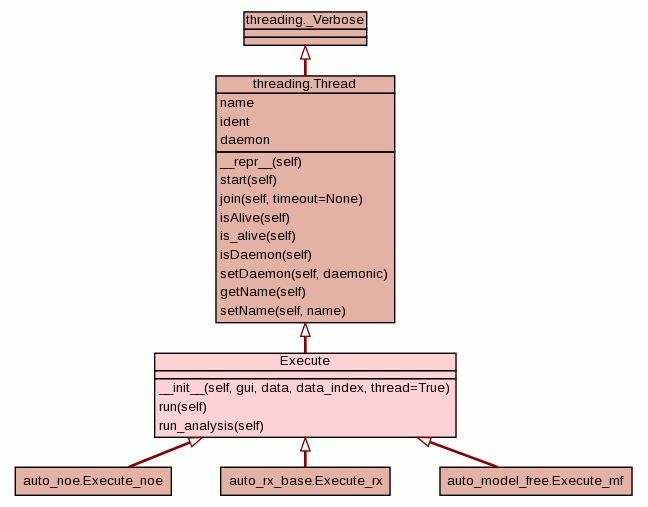 threading._Verbose
threading.Thread
name
ident
daemon
__repr__(self)
start(self)
join(self, timeout=None)
isAlive(self)
is_alive(self)
isDaemon(self)
setDaemon(self, daemonic)
getName(self)
setName(self, name)
Execute
__init__(self, gui, data, data_index, thread=True)
run(self)
run_analysis(self)
auto_noe.Execute_noe
auto_rx_base.Execute_rx
auto_model_free.Execute_mf